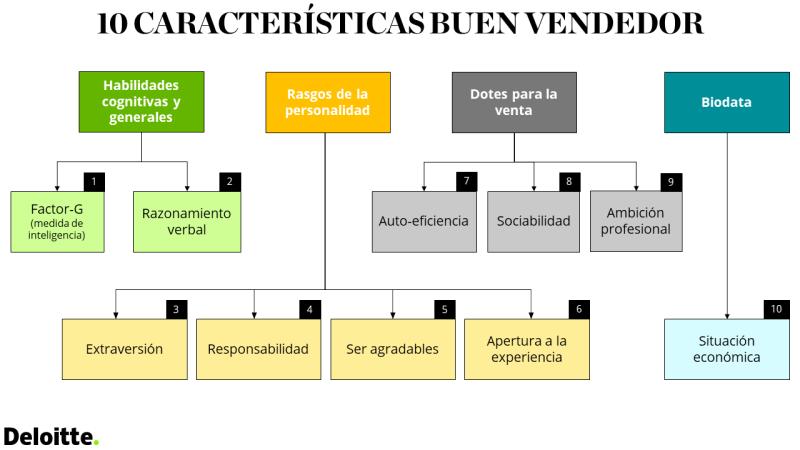 10 CARACTERÍSTICAS BUEN VENDEDOR
Habilidades
cognitivas y
generales
Rasgos de la
personalidad
Dotes para la
venta
Biodata
1
Factor-G
(medida de
inteligencia)
2
Razonamiento
verbal
7
Auto-eficiencia
8
Sociabilidad
9
Ambición
profesional
3
Extraversión
4
Responsabilidad
5
Ser agradables
6
Apertura a la
experiencia
10
Situación
económica
Deloitte.